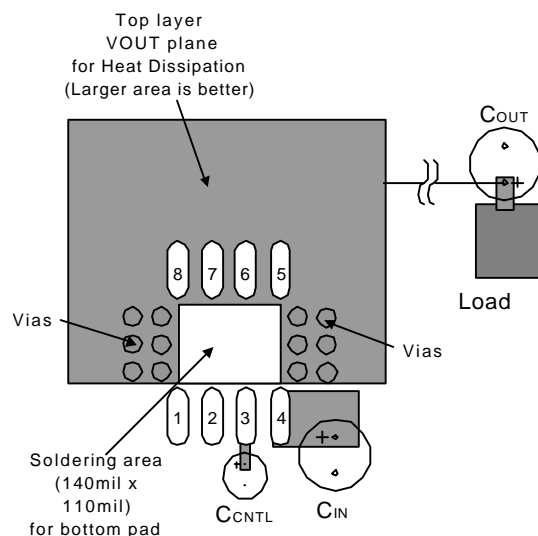 Top layer
VOUT plane
for Heat Dissipation
(Larger area is better)
COUT
8 7 6 5
Load
Vias
Vias
1 2 3 4
Soldering area
(140mil x
110mil)
for bottom pad
CCNTL
CIN